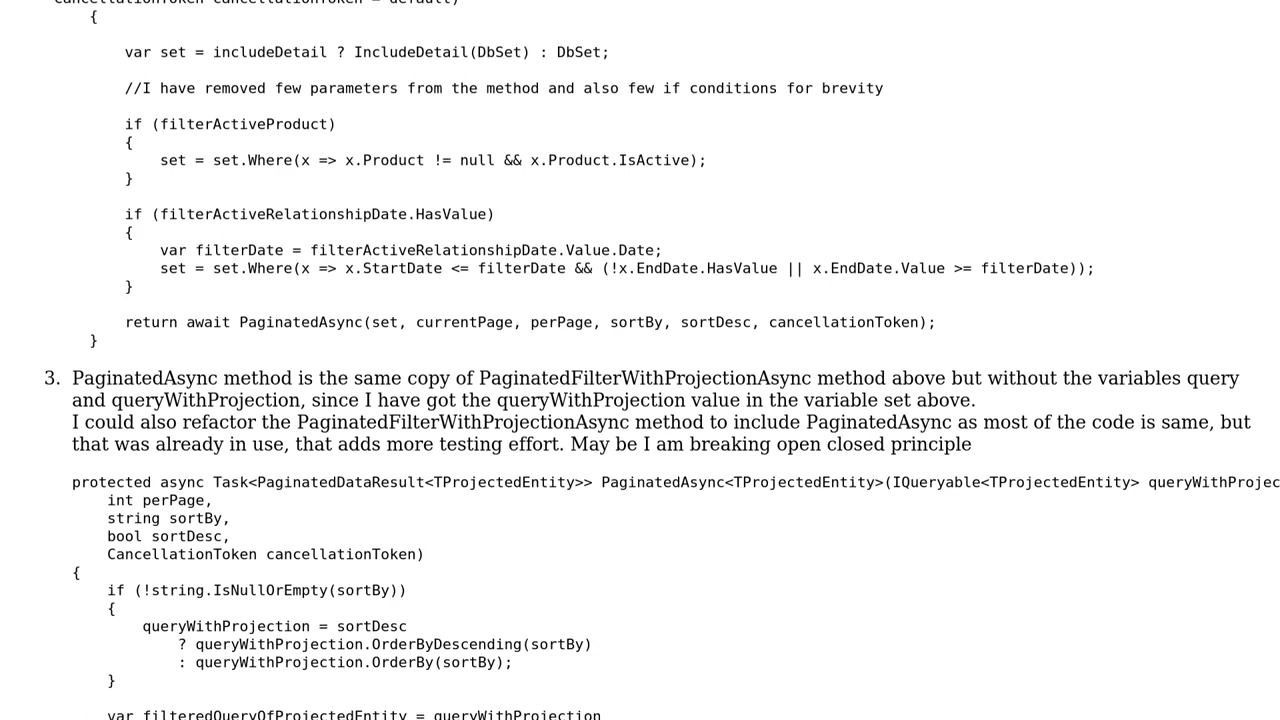 cancellationToken cancellationToken = default)
{
var set = includeDetail ? IncludeDetail(DbSet) : DbSet;
//I have removed few parameters from the method and also few if conditions for brevity
if (filterActiveProduct)
{
set = set.Where(x => x.Product != null && x.Product.IsActive);
}
if (filterActiveRelationshipDate.HasValue)
{
var filterDate = filterActiveRelationshipDate.Value.Date;
set = set.Where(x => x.StartDate <= filterDate && (!x.EndDate.HasValue || x.EndDate.Value >= filterDate));
}
return await PaginatedAsync(set, currentPage, perPage, sortBy, sortDesc, cancellationToken);
}
3. PaginatedAsync method is the same copy of PaginatedFilterWithProjectionAsync method above but without the variables query
and queryWithProjection, since I have got the queryWithProjection value in the variable set above.
I could also refactor the PaginatedFilterWithProjectionAsync method to include PaginatedAsync as most of the code is same, but
that was already in use, that adds more testing effort. May be I am breaking open closed principle
protected async Task<PaginatedDataResult<TProjectedEntity>> PaginatedAsync<TProjectedEntity>(IQueryable<TProjectedEntity> queryWithProjec
int perPage,
string sortBy,
bool sortDesc,
CancellationToken cancellationToken)
{
if (!string.IsNullOrEmpty(sortBy))
{
queryWithProjection = sortDesc
? queryWithProjection.OrderByDescending(sortBy)
: queryWithProjection.OrderBy(sortBy);
}
var filteredQueryOfProjectedEntity = queryWithProjection